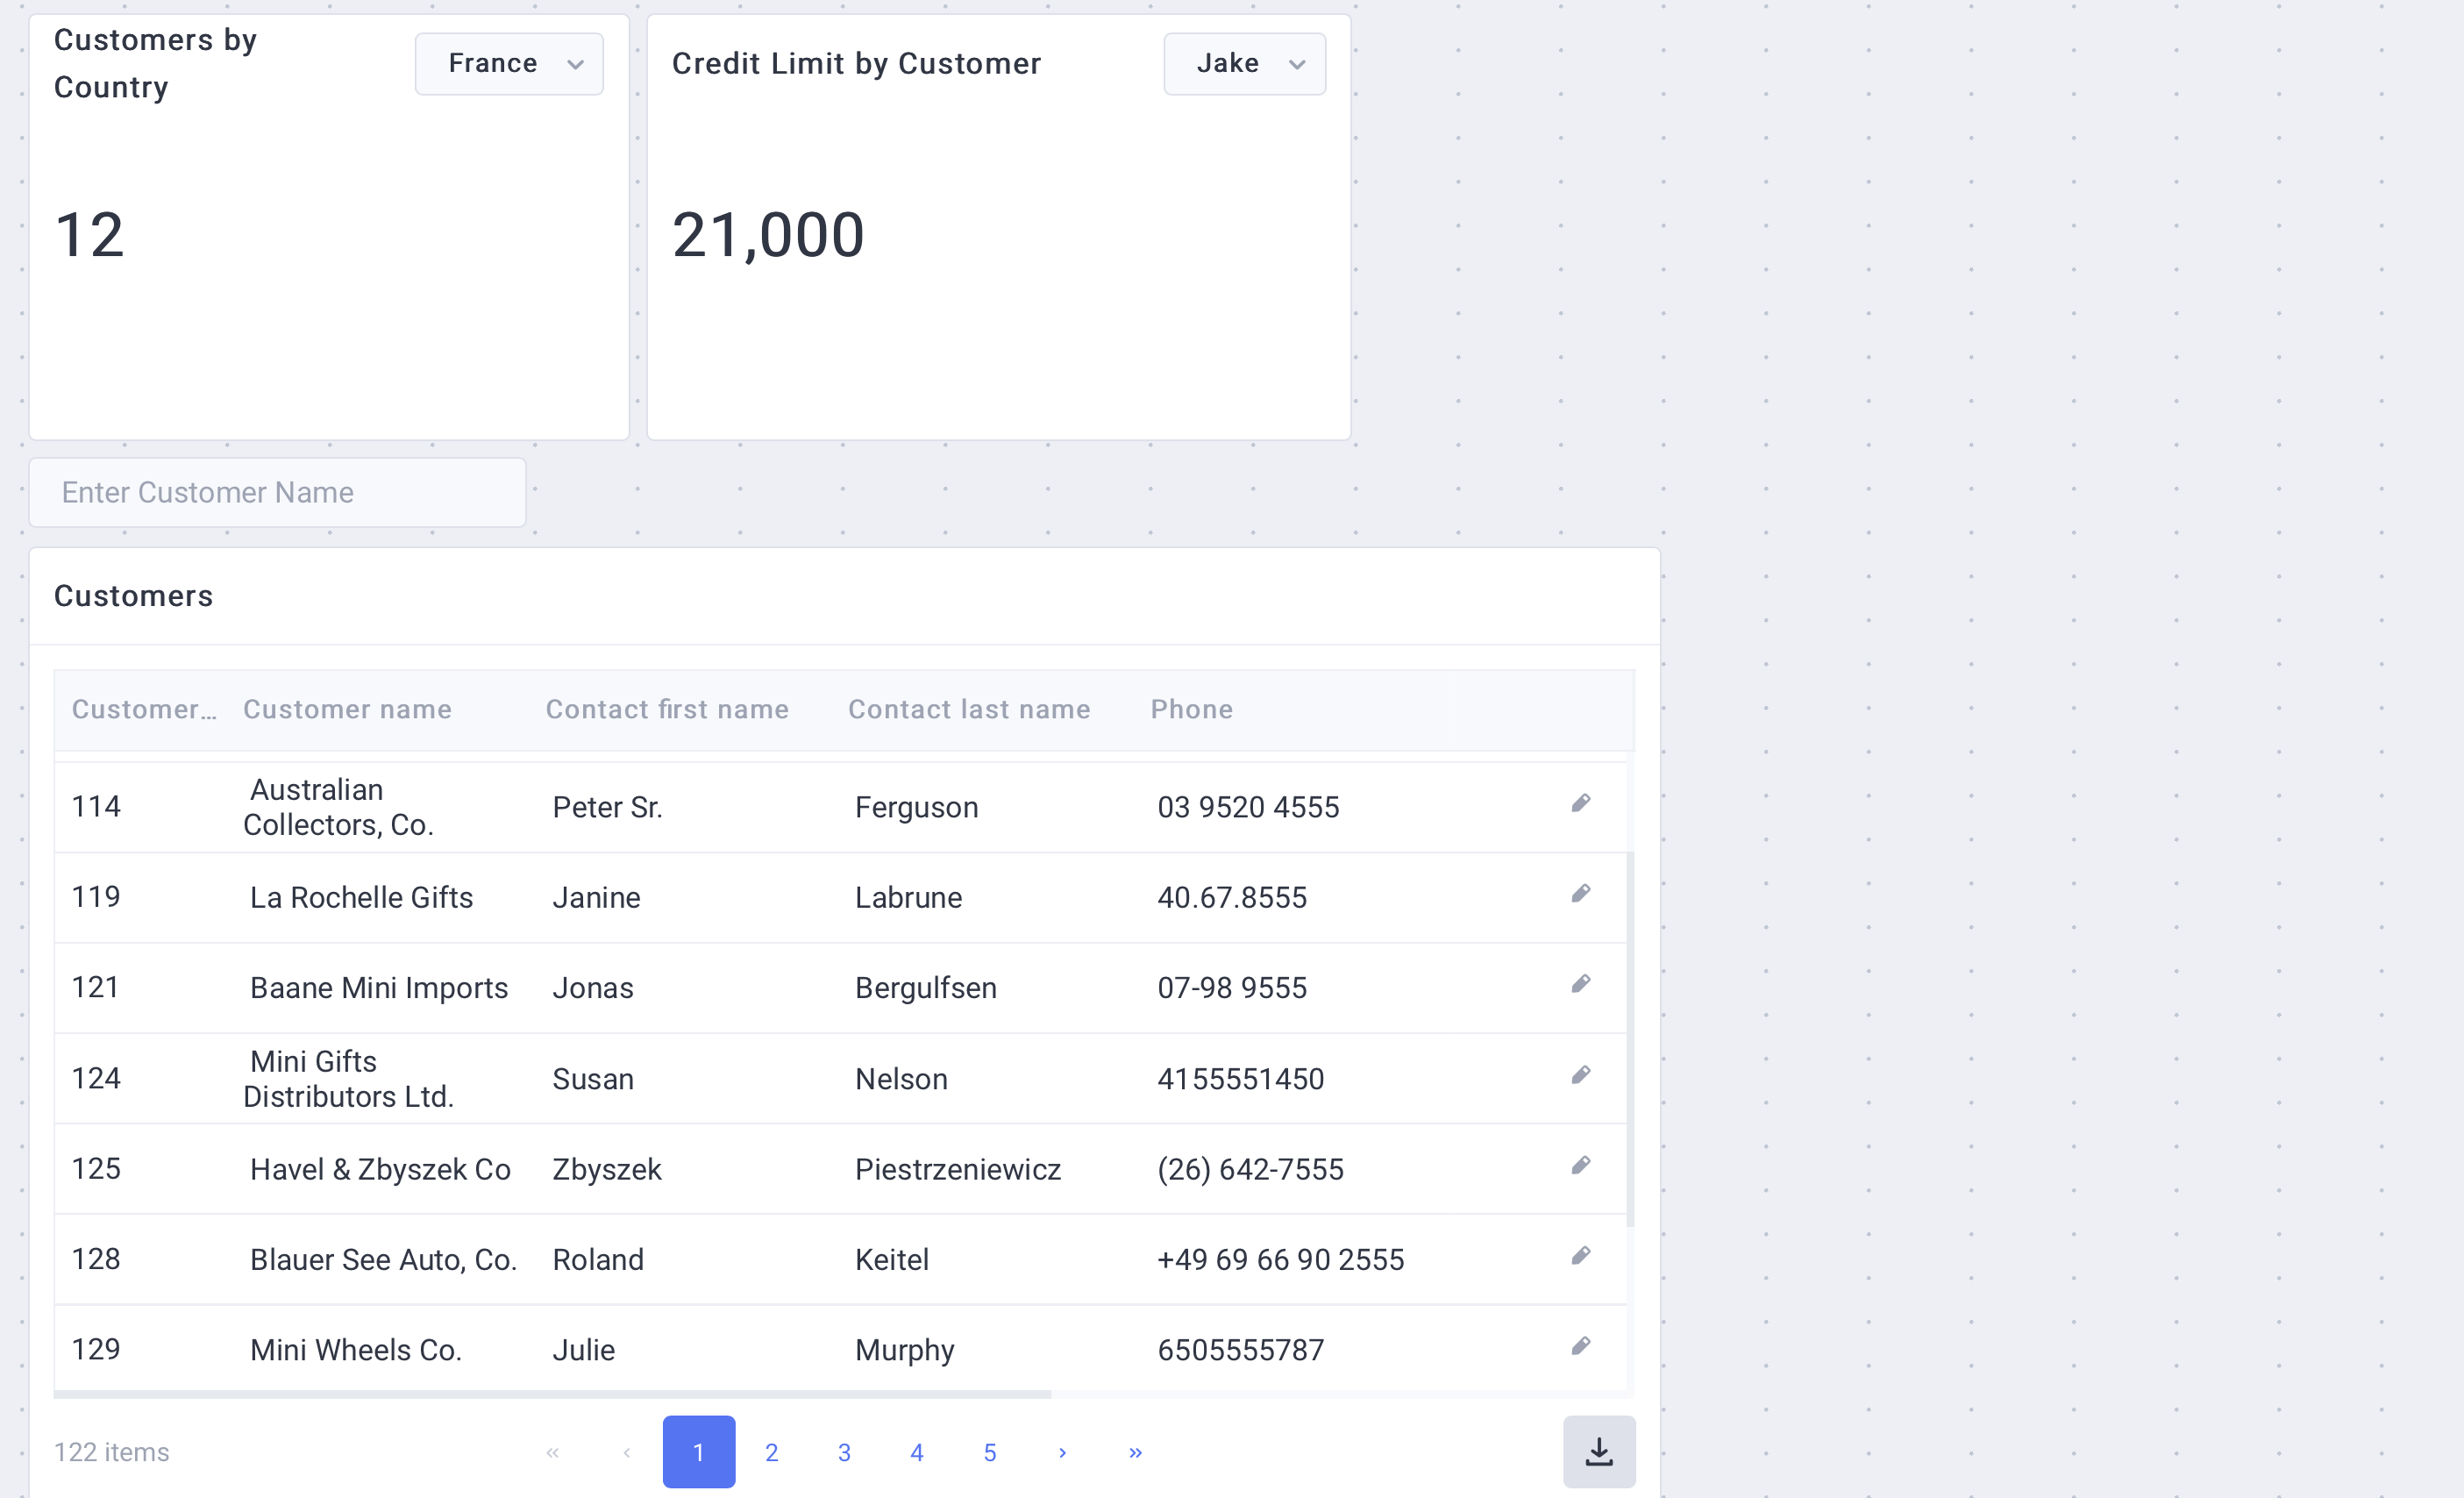 Customers by
Country
France
12
Credit Limit by Customer
Jake
21,000
Enter Customer Name
Customers
Customer... Customer name Contact first name Contact last name Phone
114 Australian Collectors, Co. Peter Sr. Ferguson 03 9520 4555
119 La Rochelle Gifts Janine Labrune 40.67.8555
121 Baane Mini Imports Jonas Bergulfsen 07-98 9555
124 Mini Gifts Distributors Ltd. Susan Nelson 4155551450
125 Havel & Zbyszek Co Zbyszek Piestrzeniewicz (26) 642-7555
128 Blauer See Auto, Co. Roland Keitel +49 69 66 90 2555
129 Mini Wheels Co. Julie Murphy 6505555787
122 items « ‹ 1 2 3 4 5 › »